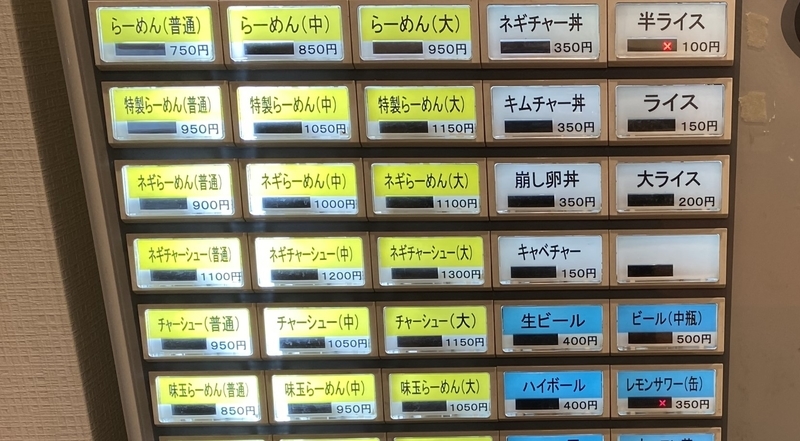 らーめん(普通) らーめん(中) らーめん(大) ネギチャー丼 半ライス
750円 850円 950円 350円 × 100円
特製らーめん(普通) 特製らーめん(中) 特製らーめん(大) キムチャー丼 ライス
950円 1050円 1150円 350円 150円
ネギらーめん(普通) ネギらーめん(中) ネギらーめん(大) 崩し卵丼 大ライス
900円 1000円 1100円 350円 200円
ネギチャーシュー(普通) ネギチャーシュー(中) ネギチャーシュー(大) キャベチャー
1100円 1200円 1300円 150円
チャーシュー(普通) チャーシュー(中) チャーシュー(大) 生ビール ビール(中瓶)
950円 1050円 1150円 400円 500円
味玉らーめん(普通) 味玉らーめん(中) 味玉らーめん(大) ハイボール レモンサワー(缶)
850円 950円 1050円 400円 × 350円